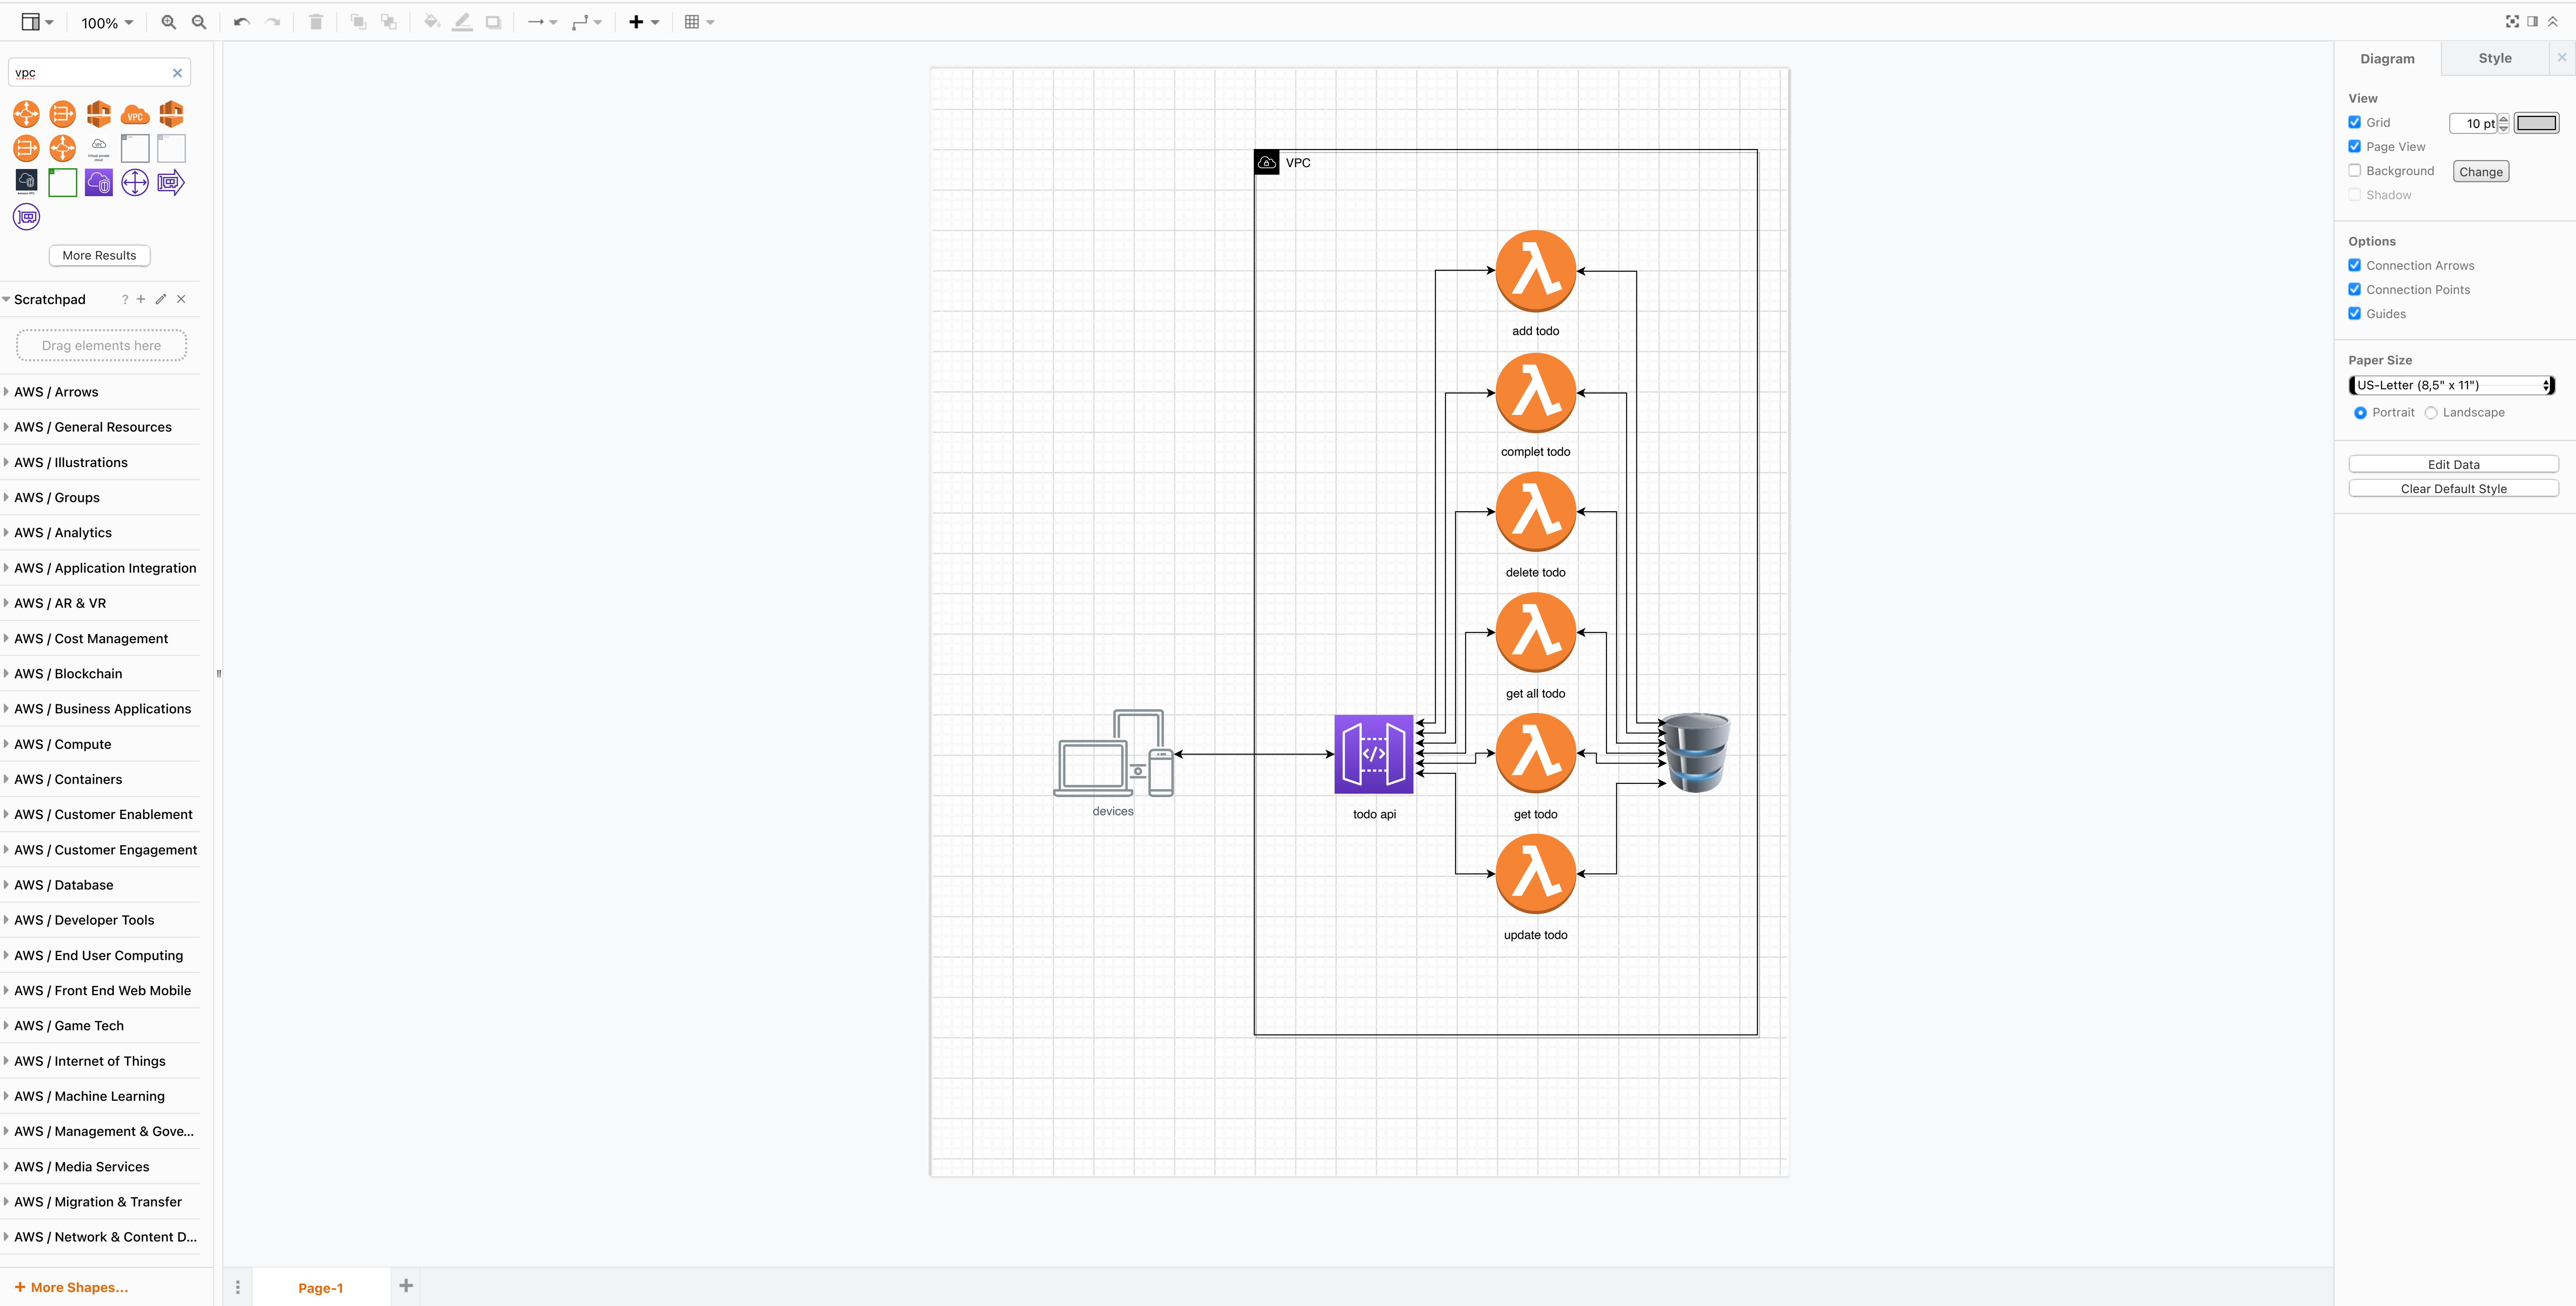 100%
vpc
VPC
More Results
Scratchpad
?
Drag elements here
AWS / Arrows
AWS / General Resources
AWS / Illustrations
AWS / Groups
AWS / Analytics
AWS / Application Integration
AWS / AR & VR
AWS / Cost Management
AWS / Blockchain
AWS / Business Applications
AWS / Compute
AWS / Containers
AWS / Customer Enablement
AWS / Customer Engagement
AWS / Database
AWS / Developer Tools
AWS / End User Computing
AWS / Front End Web Mobile
AWS / Game Tech
AWS / Internet of Things
AWS / Machine Learning
AWS / Management & Gove...
AWS / Media Services
AWS / Migration & Transfer
AWS / Network & Content D...
+ More Shapes...
VPC
add todo
complet todo
delete todo
get all todo
devices
todo api
get todo
update todo
Page-1
Diagram
Style
View
Grid
10 pt
Page View
Background
Change
Shadow
Options
Connection Arrows
Connection Points
Guides
Paper Size
US-Letter (8,5" x 11")
Portrait
Landscape
Edit Data
Clear Default Style